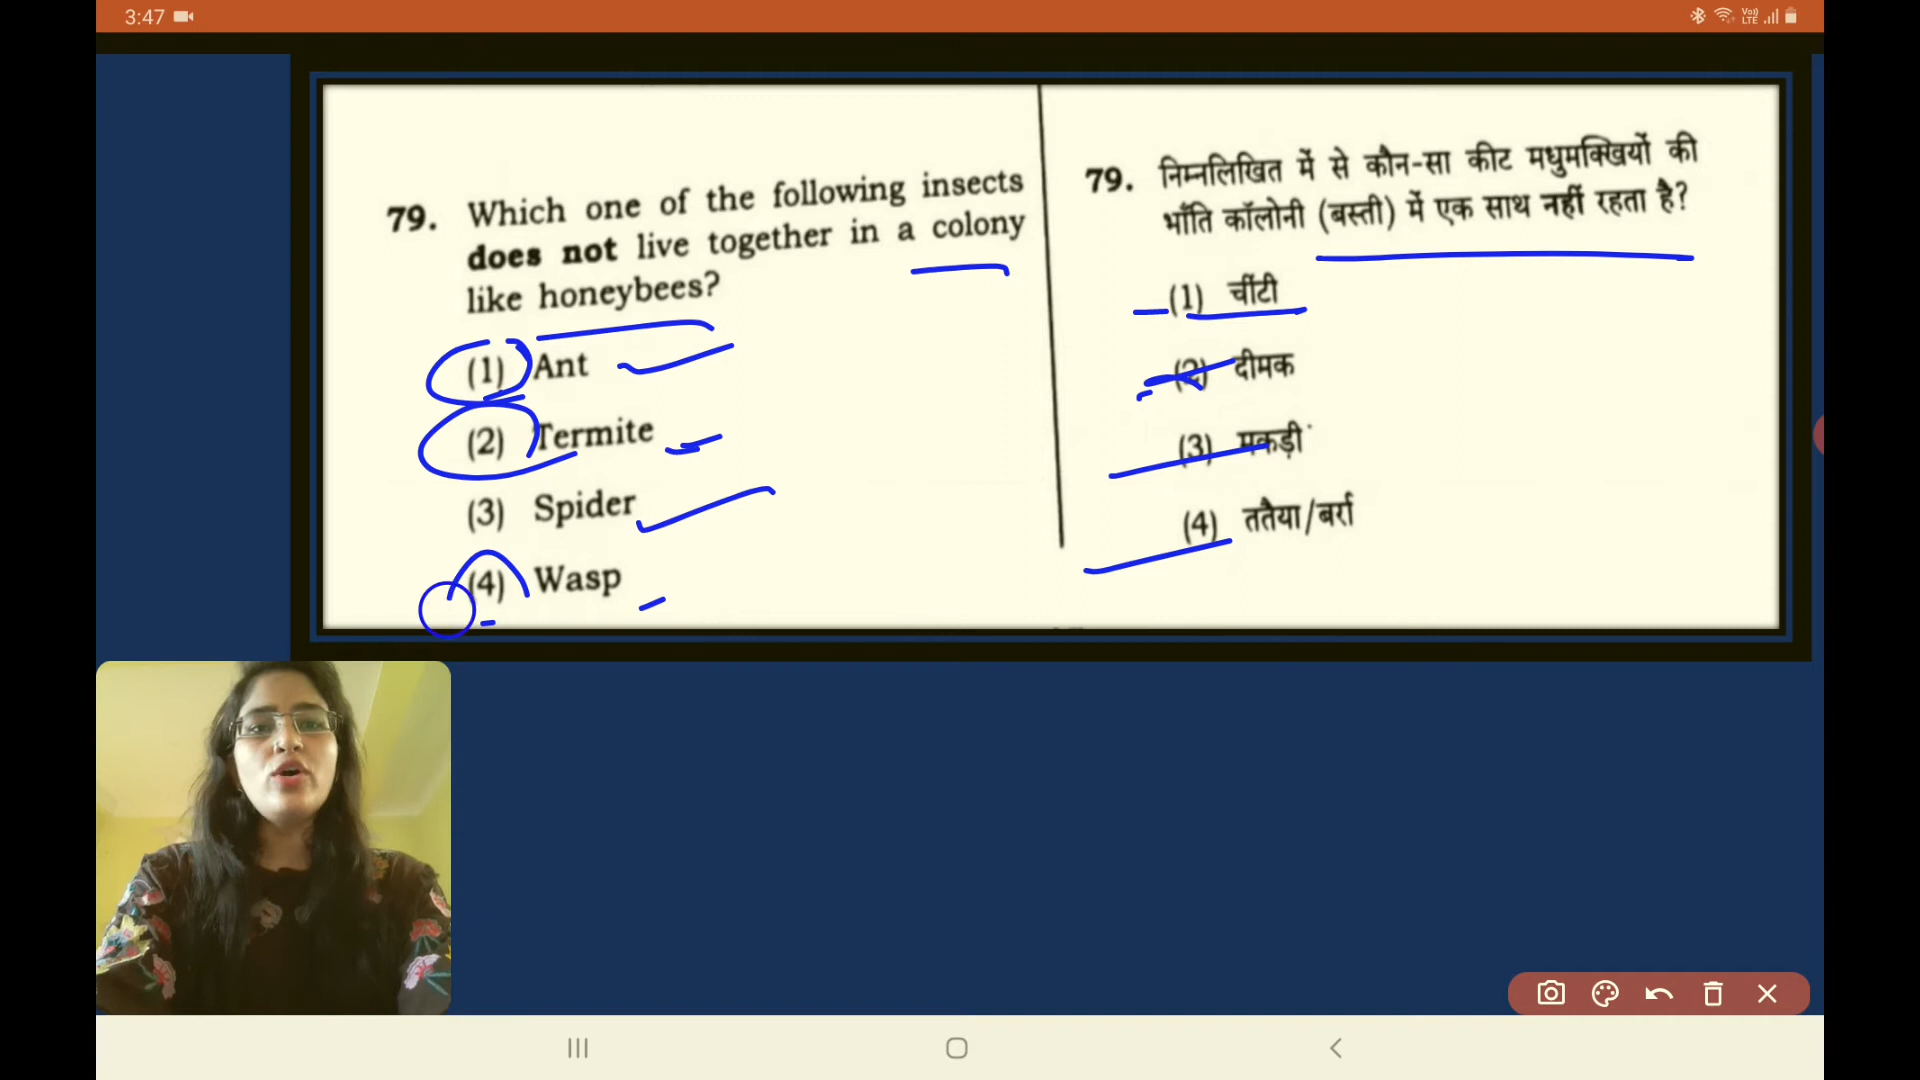 3:47
Vo))
LTE
79. Which one of the following insects
does not live together in a colony
like honeybees?
(1) Ant
(2) Termite
(3) Spider
(4) Wasp
79. निम्नलिखित में से कौन-सा कीट मधुमक्खियों की
भाँति कॉलोनी (बस्ती) में एक साथ नहीं रहता है?
(1) चींटी
(2) दीमक
(3) मकड़ी
(4) ततैया/बर्रा